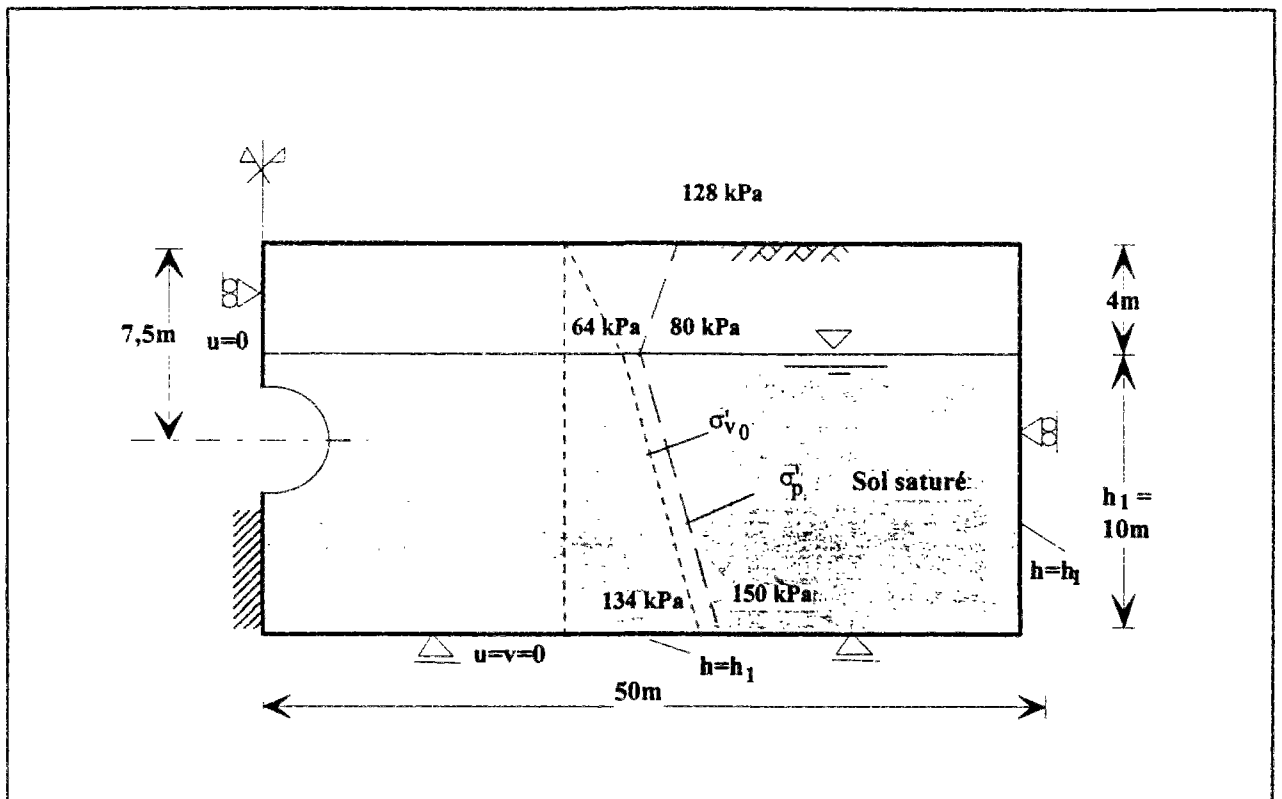 128 kPa
7,5m
u=0
64 kPa
80 kPa
4m
σ'v0
σ'p
Sol saturé
h1 =
10m
h=h1
134 kPa
150 kPa
u=v=0
h=h1
50m